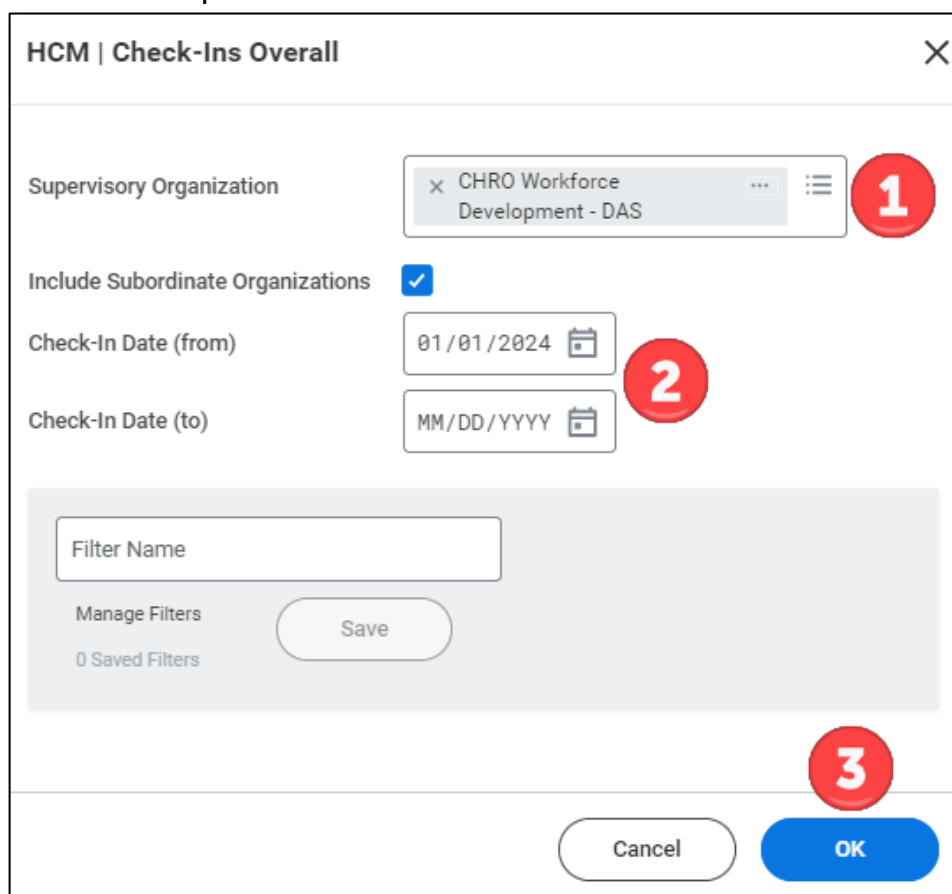 HCM | Check-Ins Overall
Supervisory Organization
CHRO Workforce
Development - DAS
1
Include Subordinate Organizations
Check-In Date (from)
01/01/2024
2
Check-In Date (to)
MM/DD/YYYY
Filter Name
Manage Filters
Save
0 Saved Filters
3
Cancel
OK